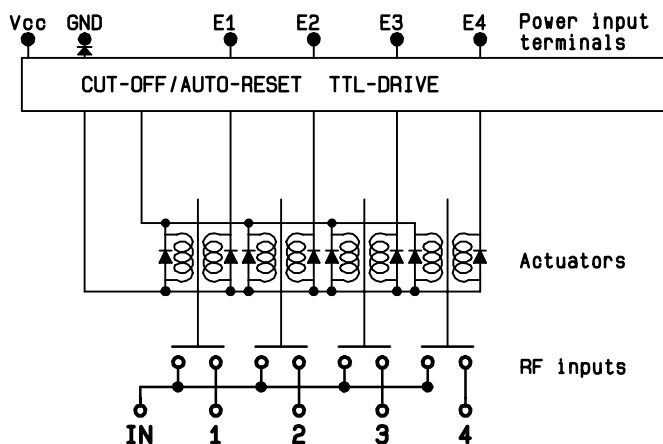 Vcc GND E1 E2 E3 E4 Power input
terminals
CUT-OFF/AUTO-RESET TTL-DRIVE
Actuators
RF inputs
IN 1 2 3 4